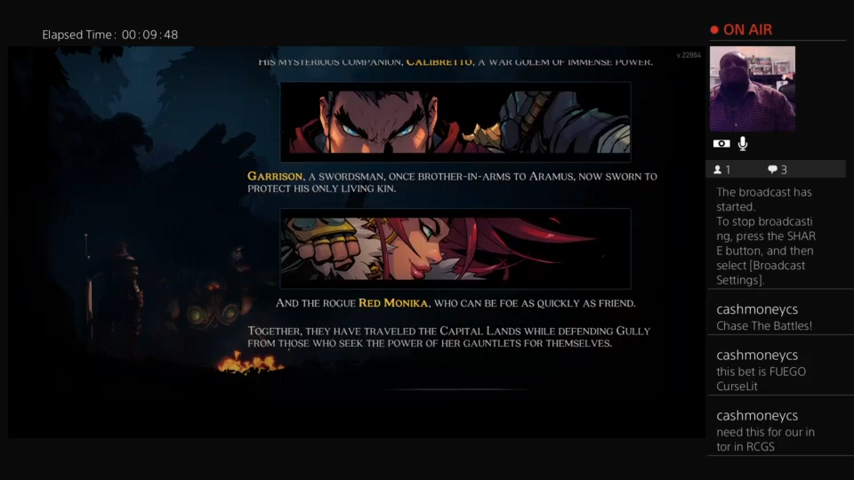 Elapsed Time : 00:09:48
ON AIR
v.22954
HIS MYSTERIOUS COMPANION, CALIBRETTO, A WAR GOLEM OF IMMENSE POWER.
GARRISON, A SWORDSMAN, ONCE BROTHER-IN-ARMS TO ARAMUS, NOW SWORN TO
PROTECT HIS ONLY LIVING KIN.
AND THE ROGUE RED MONIKA, WHO CAN BE FOE AS QUICKLY AS FRIEND.
TOGETHER, THEY HAVE TRAVELED THE CAPITAL LANDS WHILE DEFENDING GULLY
FROM THOSE WHO SEEK THE POWER OF HER GAUNTLETS FOR THEMSELVES.
1
3
The broadcast has
started.
To stop broadcasti
ng, press the SHAR
E button, and then
select [Broadcast
Settings].
cashmoneycs
Chase The Battles!
cashmoneycs
this bet is FUEGO
CurseLit
cashmoneycs
need this for our in
tor in RCGS